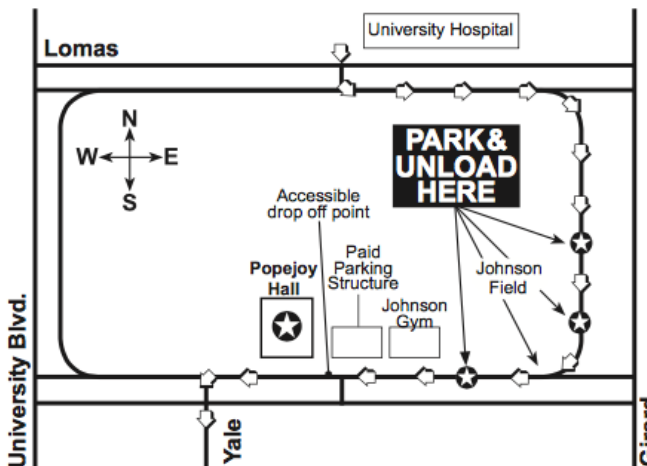 University Hospital
Lomas
N
W E
S
PARK &
UNLOAD
HERE
Accessible
drop off point
Popejoy
Hall
Paid
Parking
Structure
Johnson
Gym
Johnson
Field
University Blvd.
Yale
Girard